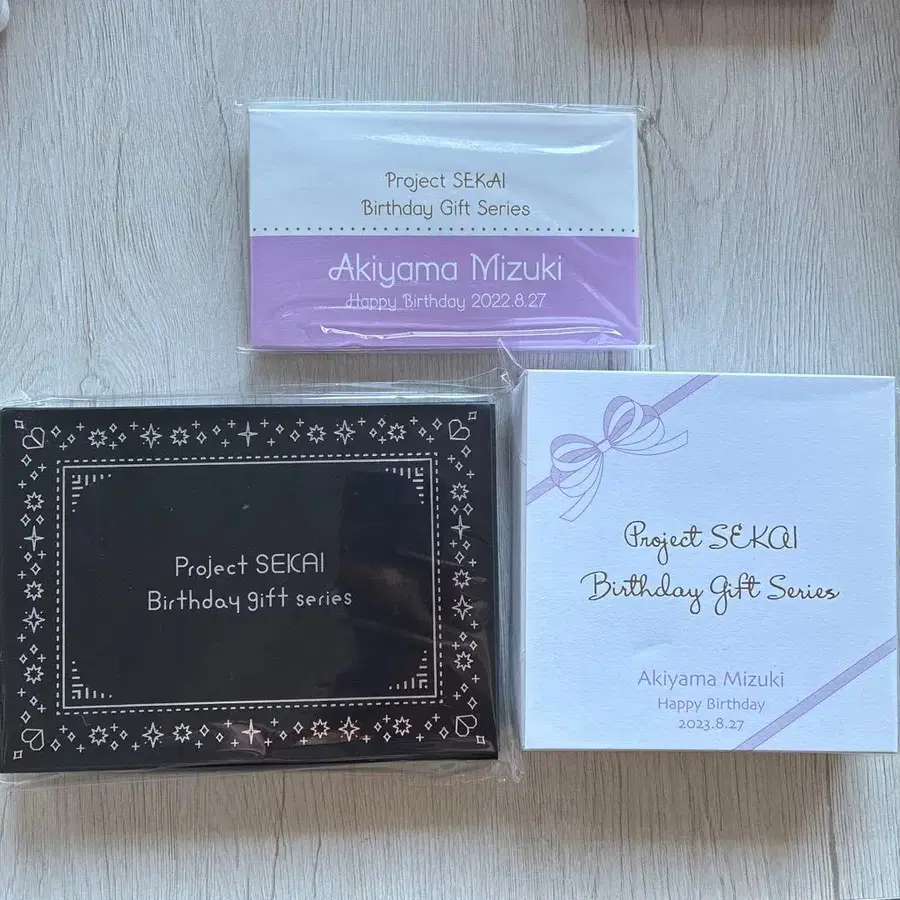 Project SEKAI
Birthday Gift Series
Akiyama Mizuki
Happy Birthday 2022.8.27
Project SEKAI
Birthday gift series
Project SEKAI
Birthday Gift Series
Akiyama Mizuki
Happy Birthday
2023.8.27